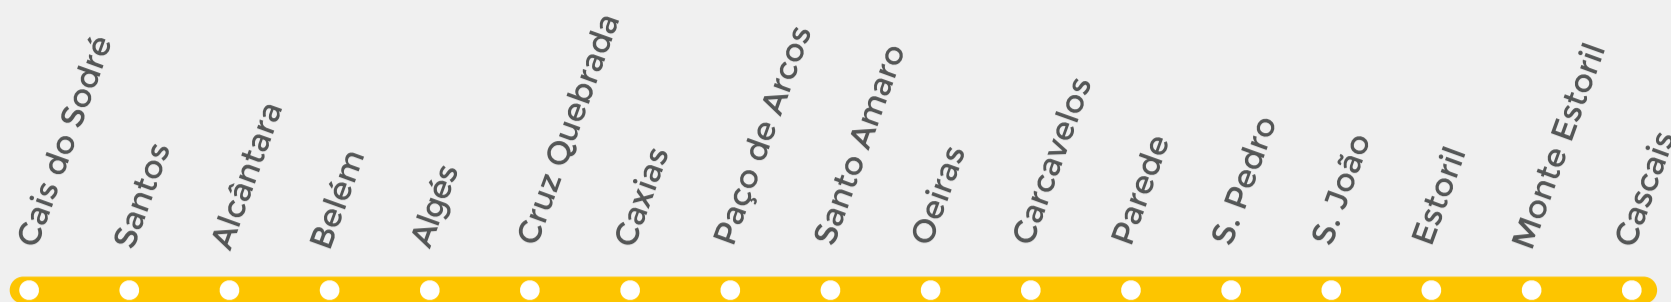 Cais do Sodré
Santos
Alcântara
Belém
Algés
Cruz Quebrada
Caxias
Paço de Arcos
Santo Amaro
Oeiras
Carcavelos
Parede
S. Pedro
S. João
Estoril
Monte Estoril
Cascais